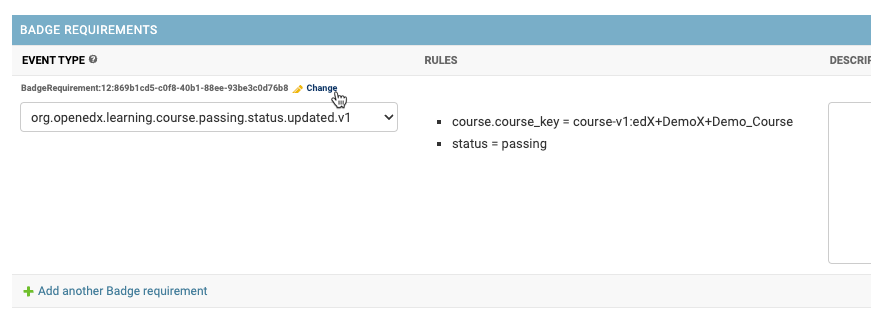 BADGE REQUIREMENTS
EVENT TYPE ? RULES DESCRIP
BadgeRequirement:12:869b1cd5-c0f8-40b1-88ee-93be3c0d76b8 Change
org.openedx.learning.course.passing.status.updated.v1
course.course_key = course-v1:edX+DemoX+Demo_Course
status = passing
Add another Badge requirement